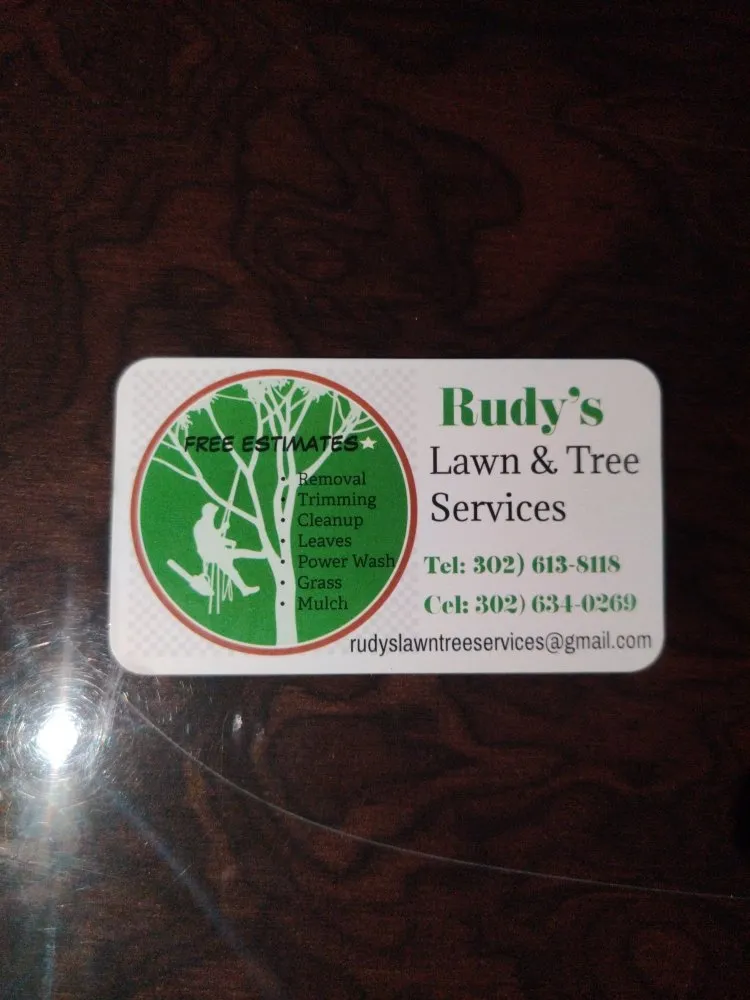 FREE ESTIMATES
• Removal
• Trimming
• Cleanup
• Leaves
• Power Wash
• Grass
• Mulch
Rudy's
Lawn & Tree
Services
Tel: 302) 613-8118
Cel: 302) 634-0269
rudyslawntreeservices@gmail.com